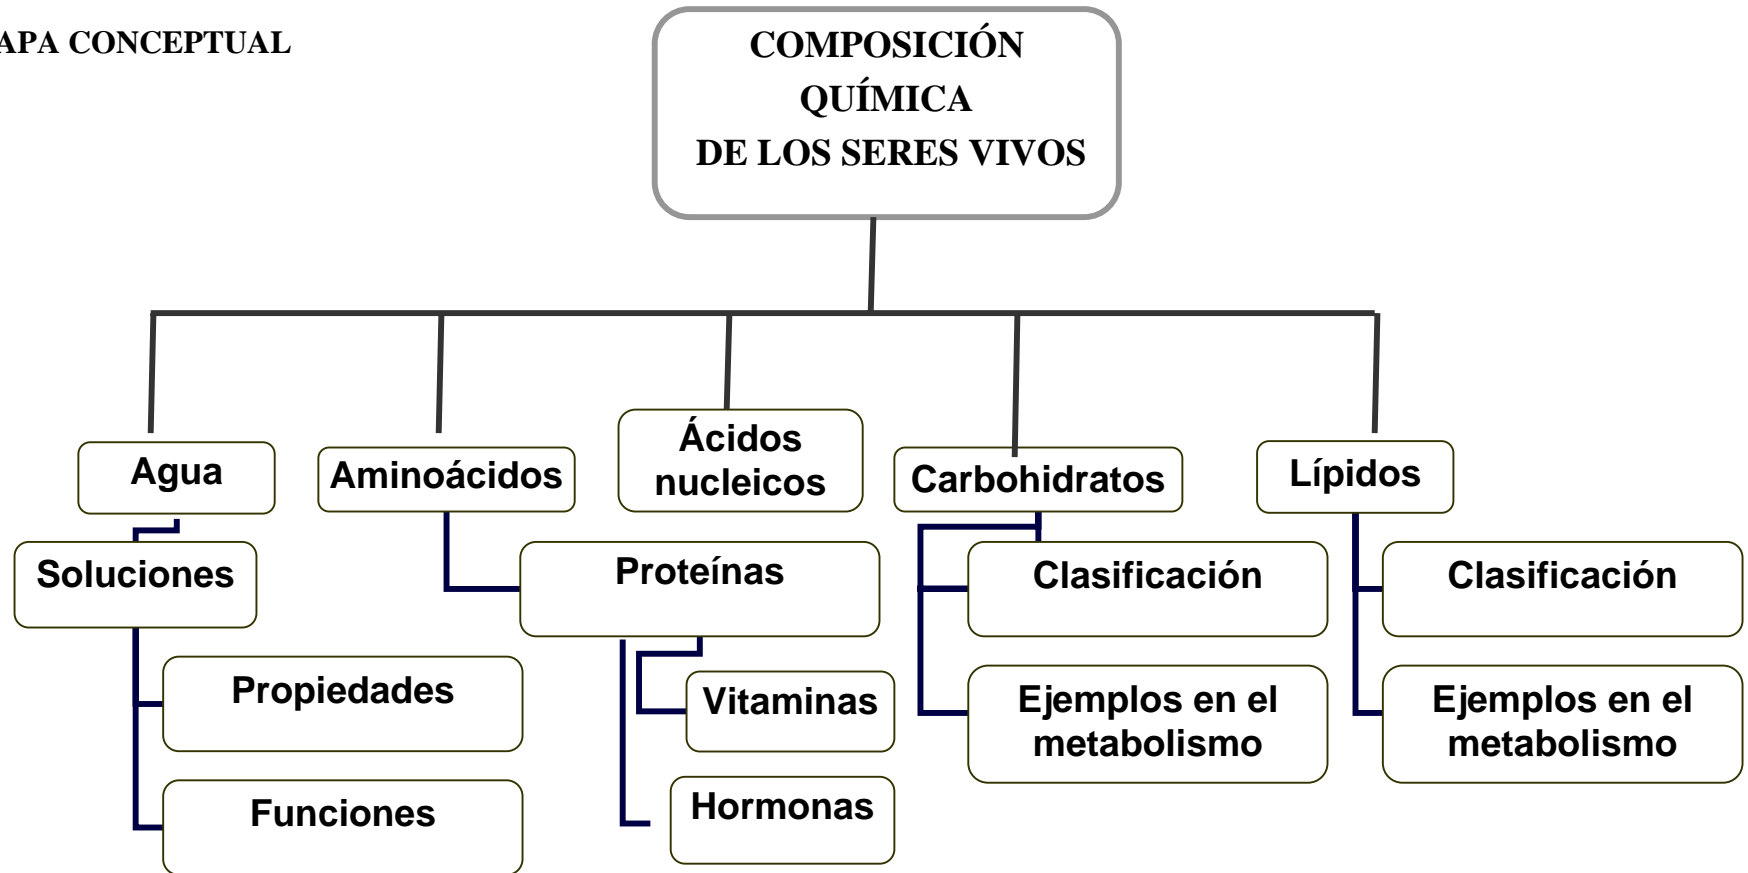 APA CONCEPTUAL
COMPOSICIÓN
QUÍMICA
DE LOS SERES VIVOS
Agua
Aminoácidos
Ácidos
nucleicos
Carbohidratos
Lípidos
Soluciones
Proteínas
Clasificación
Clasificación
Propiedades
Vitaminas
Ejemplos en el
metabolismo
Ejemplos en el
metabolismo
Funciones
Hormonas